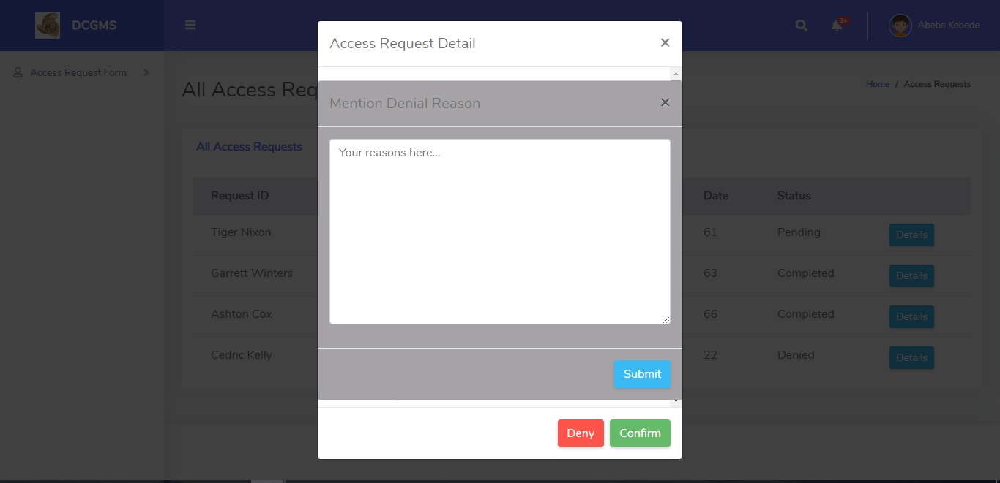 DCGMS
3+
Abebe Kebede
Access Request Form
All Access Req
Home / Access Requests
All Access Requests
Request ID Date Status
Tiger Nixon 61 Pending Details
Garrett Winters 63 Completed Details
Ashton Cox 66 Completed Details
Cedric Kelly 22 Denied Details
Access Request Detail ×
Mention Denial Reason ×
Your reasons here...
Submit
Deny Confirm